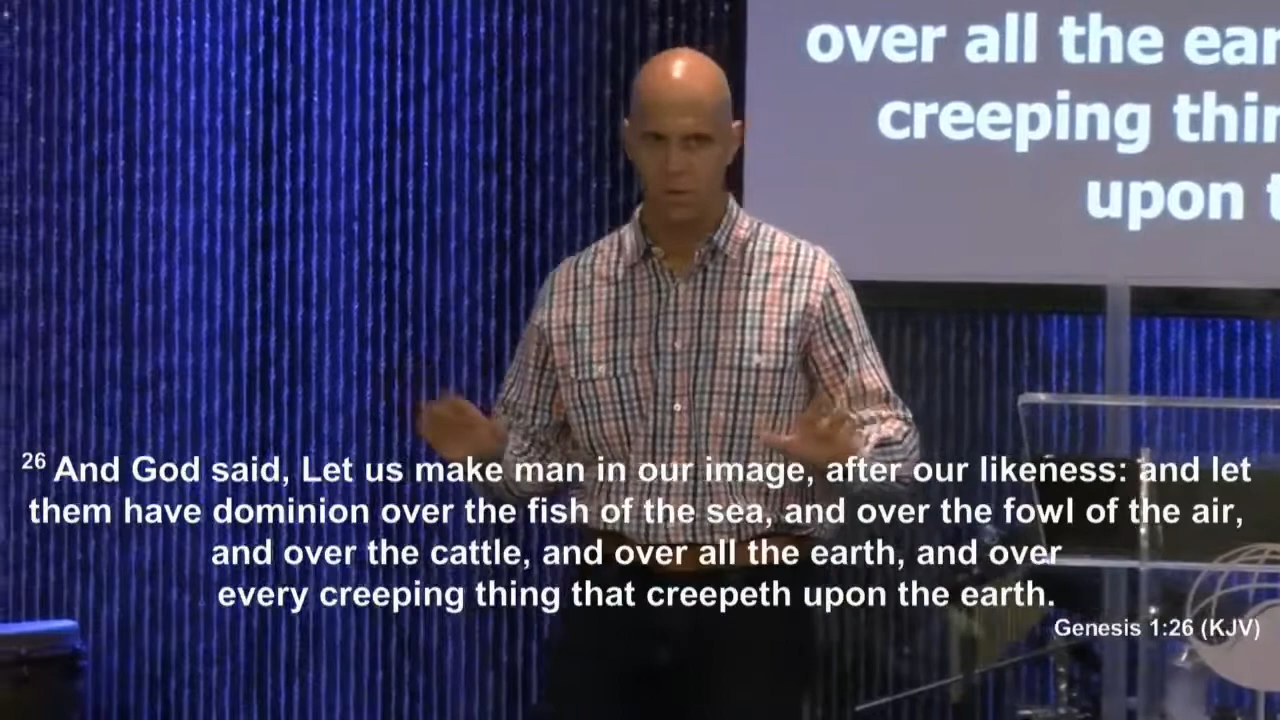 over all the ear
creeping thin
upon t
26 And God said, Let us make man in our image, after our likeness: and let
them have dominion over the fish of the sea, and over the fowl of the air,
and over the cattle, and over all the earth, and over
every creeping thing that creepeth upon the earth.
Genesis 1:26 (KJV)